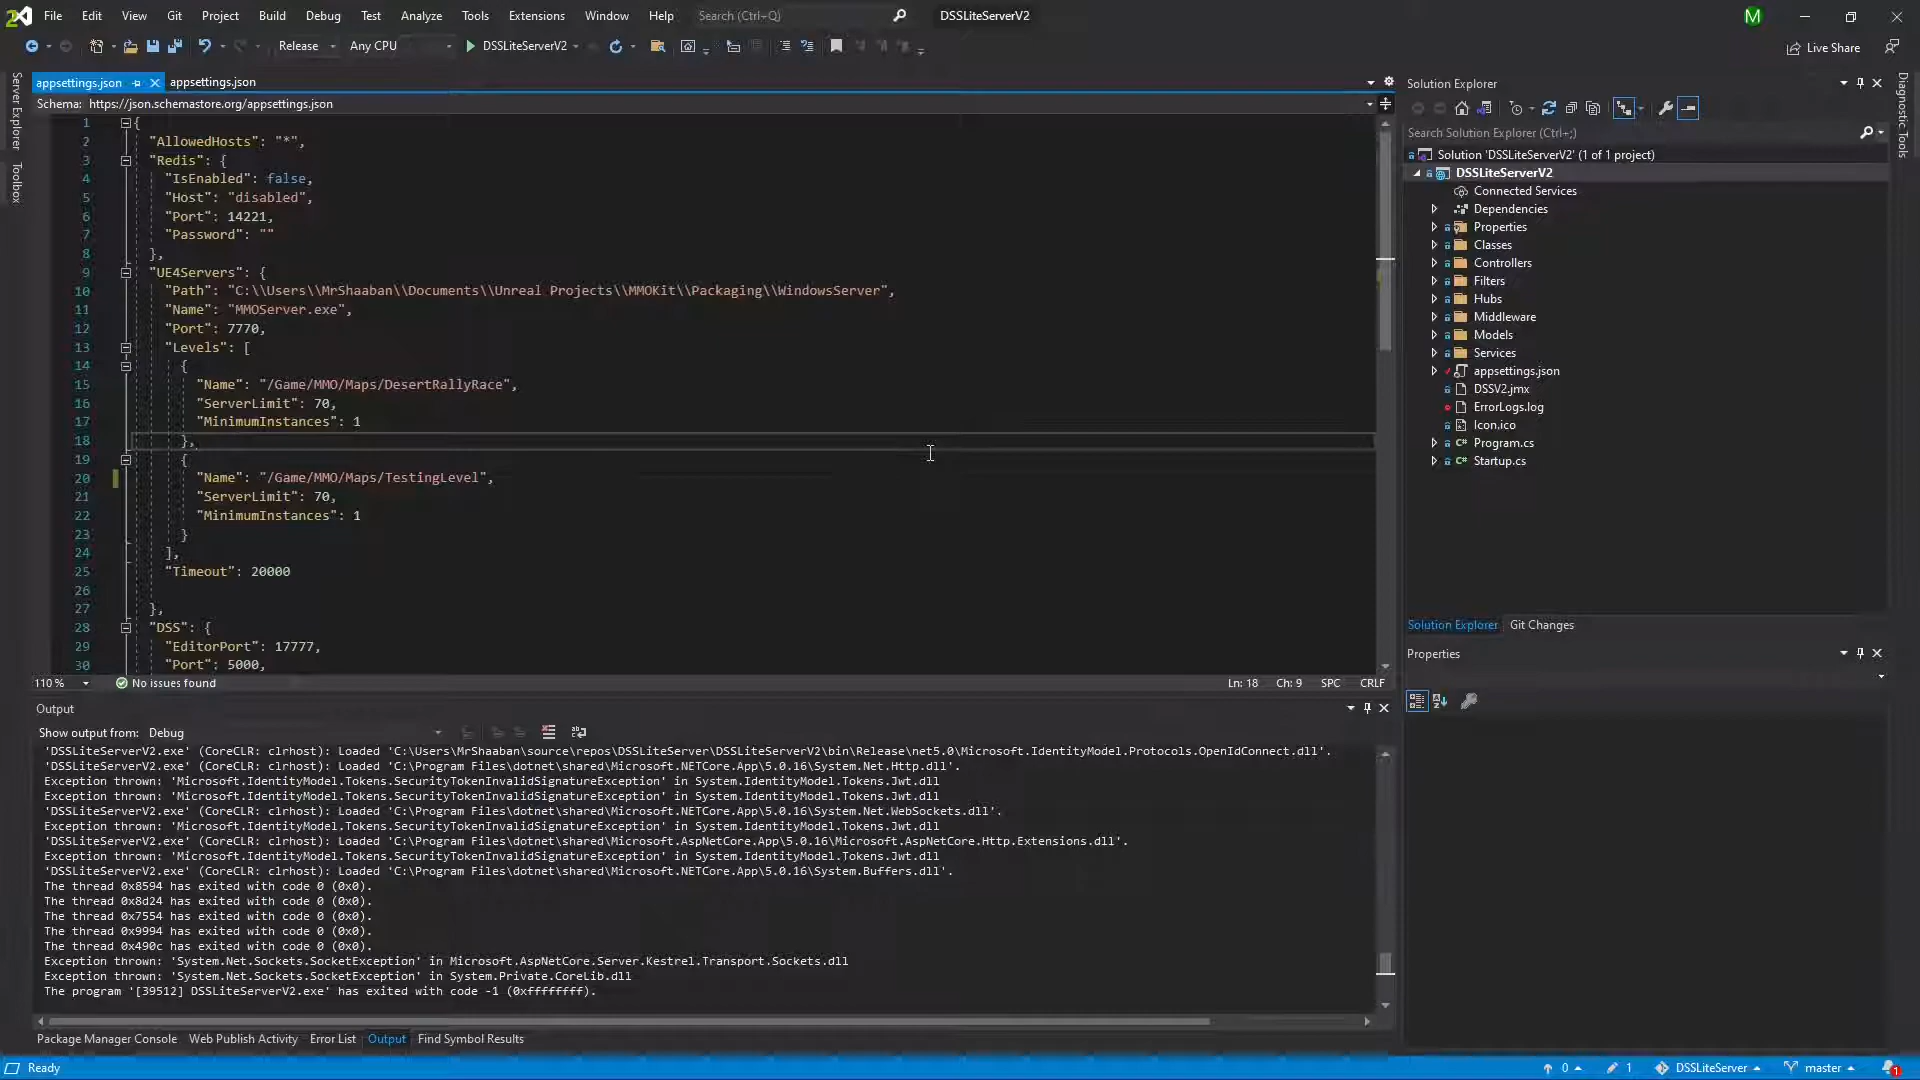 File Edit View Git Project Build Debug Test Analyze Tools Extensions Window Help Search (Ctrl+Q) DSSLiteServerV2 M
Release Any CPU DSSLiteServerV2 Live Share
Server Explorer
Toolbox
appsettings.json appsettings.json
Schema: https://json.schemastore.org/appsettings.json
1 {
2 "AllowedHosts": "*",
3 "Redis": {
4 "IsEnabled": false,
5 "Host": "disabled",
6 "Port": 14221,
7 "Password": ""
8 },
9 "UE4Servers": {
10 "Path": "C:\\Users\\MrShaaban\\Documents\\Unreal Projects\\MMOKit\\Packaging\\WindowsServer",
11 "Name": "MMOServer.exe",
12 "Port": 7770,
13 "Levels": [
14 {
15 "Name": "/Game/MMO/Maps/DesertRallyRace",
16 "ServerLimit": 70,
17 "MinimumInstances": 1
18 },
19 {
20 "Name": "/Game/MMO/Maps/TestingLevel",
21 "ServerLimit": 70,
22 "MinimumInstances": 1
23 }
24 ],
25 "Timeout": 20000
26
27 },
28 "DSS": {
29 "EditorPort": 17777,
30 "Port": 5000,
110 % No issues found Ln: 18 Ch: 9 SPC CRLF
Output
Show output from: Debug
'DSSLiteServerV2.exe' (CoreCLR: clrhost): Loaded 'C:\Users\MrShaaban\source\repos\DSSLiteServer\DSSLiteServerV2\bin\Release\net5.0\Microsoft.IdentityModel.Protocols.OpenIdConnect.dll'.
'DSSLiteServerV2.exe' (CoreCLR: clrhost): Loaded 'C:\Program Files\dotnet\shared\Microsoft.NETCore.App\5.0.16\System.Net.Http.dll'.
Exception thrown: 'Microsoft.IdentityModel.Tokens.SecurityTokenInvalidSignatureException' in System.IdentityModel.Tokens.Jwt.dll
Exception thrown: 'Microsoft.IdentityModel.Tokens.SecurityTokenInvalidSignatureException' in System.IdentityModel.Tokens.Jwt.dll
'DSSLiteServerV2.exe' (CoreCLR: clrhost): Loaded 'C:\Program Files\dotnet\shared\Microsoft.NETCore.App\5.0.16\System.Net.WebSockets.dll'.
Exception thrown: 'Microsoft.IdentityModel.Tokens.SecurityTokenInvalidSignatureException' in System.IdentityModel.Tokens.Jwt.dll
'DSSLiteServerV2.exe' (CoreCLR: clrhost): Loaded 'C:\Program Files\dotnet\shared\Microsoft.AspNetCore.App\5.0.16\Microsoft.AspNetCore.Http.Extensions.dll'.
Exception thrown: 'Microsoft.IdentityModel.Tokens.SecurityTokenInvalidSignatureException' in System.IdentityModel.Tokens.Jwt.dll
'DSSLiteServerV2.exe' (CoreCLR: clrhost): Loaded 'C:\Program Files\dotnet\shared\Microsoft.NETCore.App\5.0.16\System.Buffers.dll'.
The thread 0x8594 has exited with code 0 (0x0).
The thread 0x8d24 has exited with code 0 (0x0).
The thread 0x7554 has exited with code 0 (0x0).
The thread 0x9994 has exited with code 0 (0x0).
The thread 0x490c has exited with code 0 (0x0).
Exception thrown: 'System.Net.Sockets.SocketException' in Microsoft.AspNetCore.Server.Kestrel.Transport.Sockets.dll
Exception thrown: 'System.Net.Sockets.SocketException' in System.Private.CoreLib.dll
The program '[39512] DSSLiteServerV2.exe' has exited with code -1 (0xffffffff).
Package Manager Console Web Publish Activity Error List Output Find Symbol Results
Solution Explorer
Search Solution Explorer (Ctrl+;)
Solution 'DSSLiteServerV2' (1 of 1 project)
DSSLiteServerV2
Connected Services
Dependencies
Properties
Classes
Controllers
Filters
Hubs
Middleware
Models
Services
appsettings.json
DSSV2.jmx
ErrorLogs.log
Icon.ico
C# Program.cs
C# Startup.cs
Solution Explorer Git Changes
Properties
Diagnostic Tools
Ready 0 1 DSSLiteServer master 1